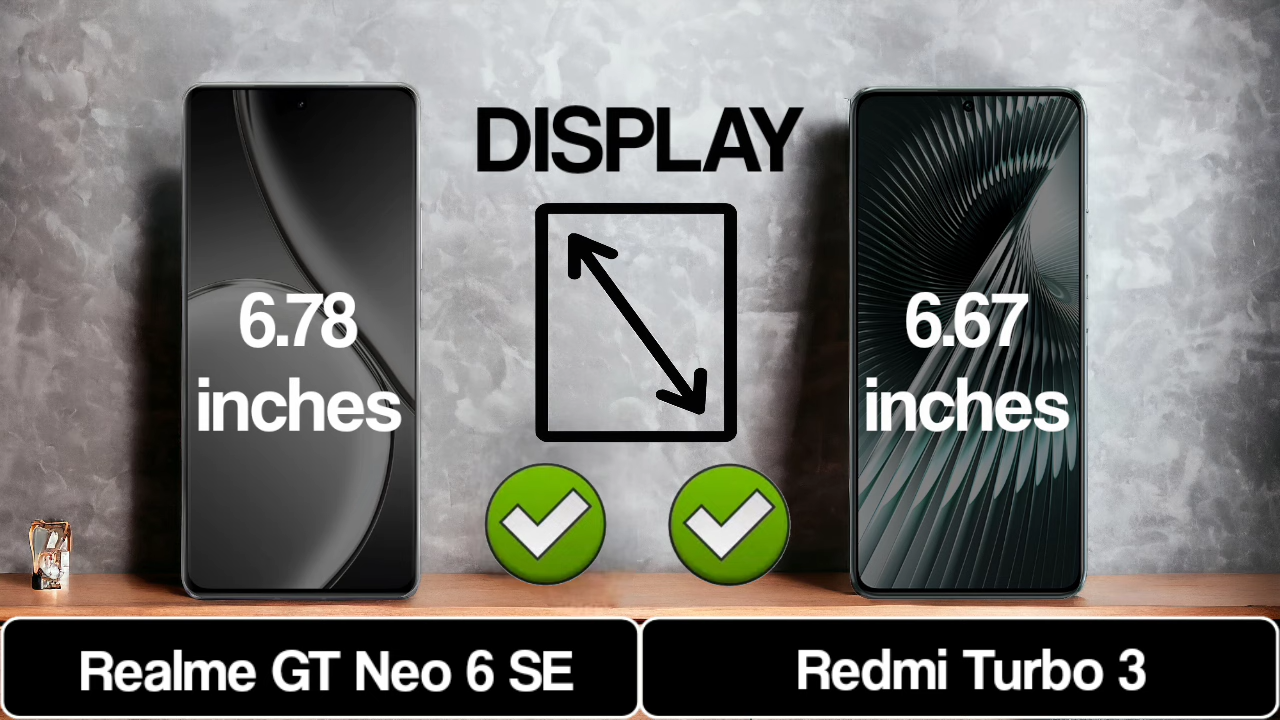 DISPLAY
6.78
inches
6.67
inches
Realme GT Neo 6 SE
Redmi Turbo 3